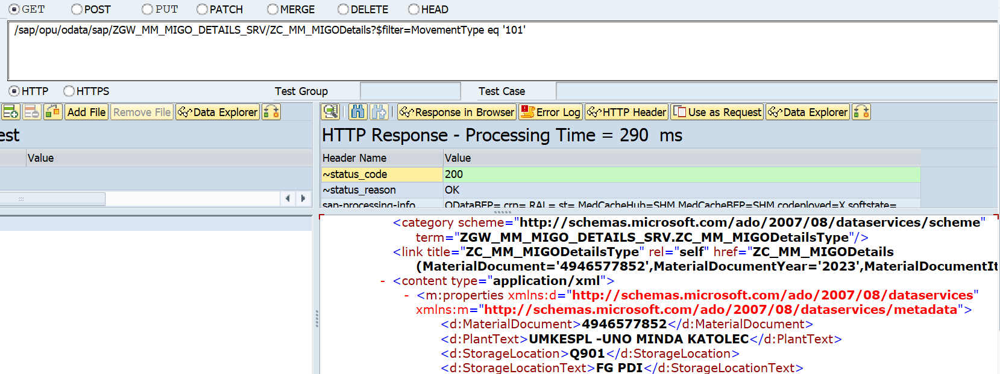 GET POST PUT PATCH MERGE DELETE HEAD
/sap/opu/odata/sap/ZGW_MM_MIGO_DETAILS_SRV/ZC_MM_MIGODetails?$filter=MovementType eq '101'
HTTP HTTPS Test Group Test Case
Add File Remove File Data Explorer
Response in Browser Error Log HTTP Header Use as Request Data Explorer
est
Value
HTTP Response - Processing Time = 290 ms
Header Name Value
~status_code 200
~status_reason OK
sap-processing-info ODataBEP= crp= RAL= st= MedCacheHub=SHM MedCacheBEP=SHM codeployed=X softstate=
<category scheme="http://schemas.microsoft.com/ado/2007/08/dataservices/scheme"
term="ZGW_MM_MIGO_DETAILS_SRV.ZC_MM_MIGODetailsType"/>
<link title="ZC_MM_MIGODetailsType" rel="self" href="ZC_MM_MIGODetails
(MaterialDocument='4946577852',MaterialDocumentYear='2023',MaterialDocumentIt
- <content type="application/xml">
- <m:properties xmlns:d="http://schemas.microsoft.com/ado/2007/08/dataservices"
xmlns:m="http://schemas.microsoft.com/ado/2007/08/dataservices/metadata">
<d:MaterialDocument>4946577852</d:MaterialDocument>
<d:PlantText>UMKESPL -UNO MINDA KATOLEC</d:PlantText>
<d:StorageLocation>Q901</d:StorageLocation>
<d:StorageLocationText>FG PDI</d:StorageLocationText>